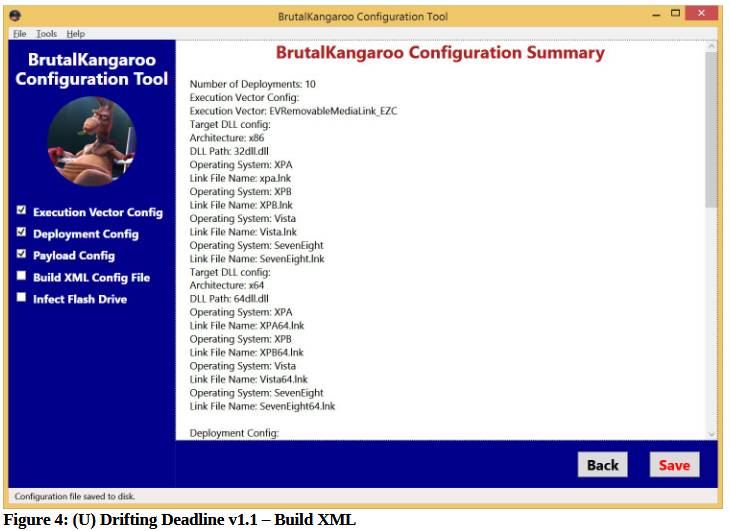 BrutalKangaroo Configuration Tool
File Tools Help
BrutalKangaroo
Configuration Tool
Execution Vector Config
Deployment Config
Payload Config
Build XML Config File
Infect Flash Drive
BrutalKangaroo Configuration Summary
Number of Deployments: 10
Execution Vector Config:
Execution Vector: EVRemovableMediaLink_EZC
Target DLL config:
Architecture: x86
DLL Path: 32dll.dll
Operating System: XPA
Link File Name: xpa.lnk
Operating System: XPB
Link File Name: XPB.lnk
Operating System: Vista
Link File Name: Vista.lnk
Operating System: SevenEight
Link File Name: SevenEight.lnk
Target DLL config:
Architecture: x64
DLL Path: 64dll.dll
Operating System: XPA
Link File Name: XPA64.lnk
Operating System: XPB
Link File Name: XPB64.lnk
Operating System: Vista
Link File Name: Vista64.lnk
Operating System: SevenEight
Link File Name: SevenEight64.lnk
Deployment Config:
Back Save
Configuration file saved to disk.
Figure 4: (U) Drifting Deadline v1.1 – Build XML